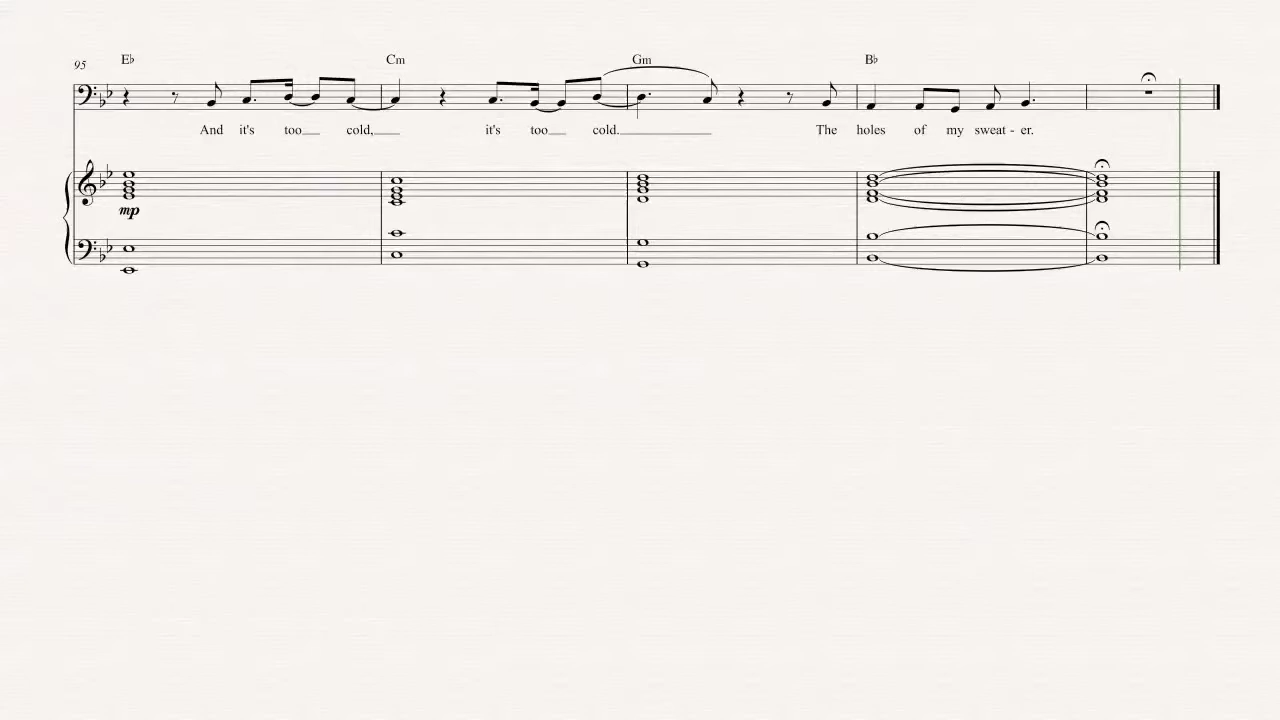 95
E♭ Cm Gm B♭
And it's too cold, it's too cold. The holes of my sweat - er.
mp